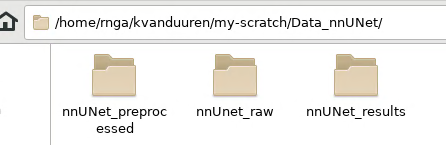 /home/rnga/kvanduuren/my-scratch/Data_nnUNet/
nnUNet_preproc
essed
nnUnet_raw
nnUNet_results